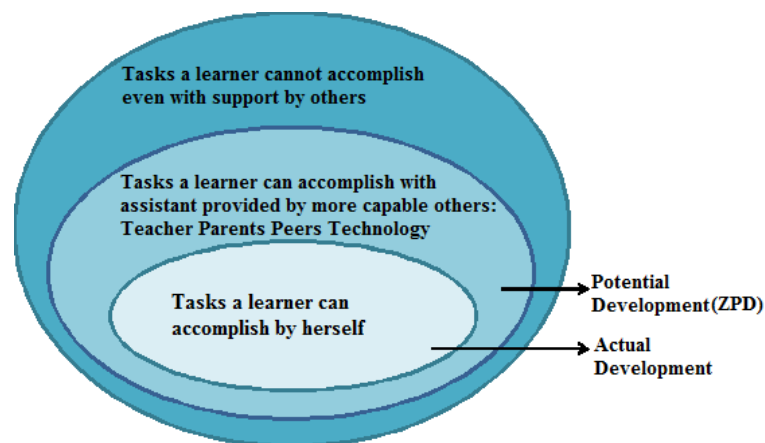 Tasks a learner cannot accomplish
even with support by others
Tasks a learner can accomplish with
assistant provided by more capable others:
Teacher Parents Peers Technology
Tasks a learner can
accomplish by herself
Potential
Development (ZPD)
Actual
Development